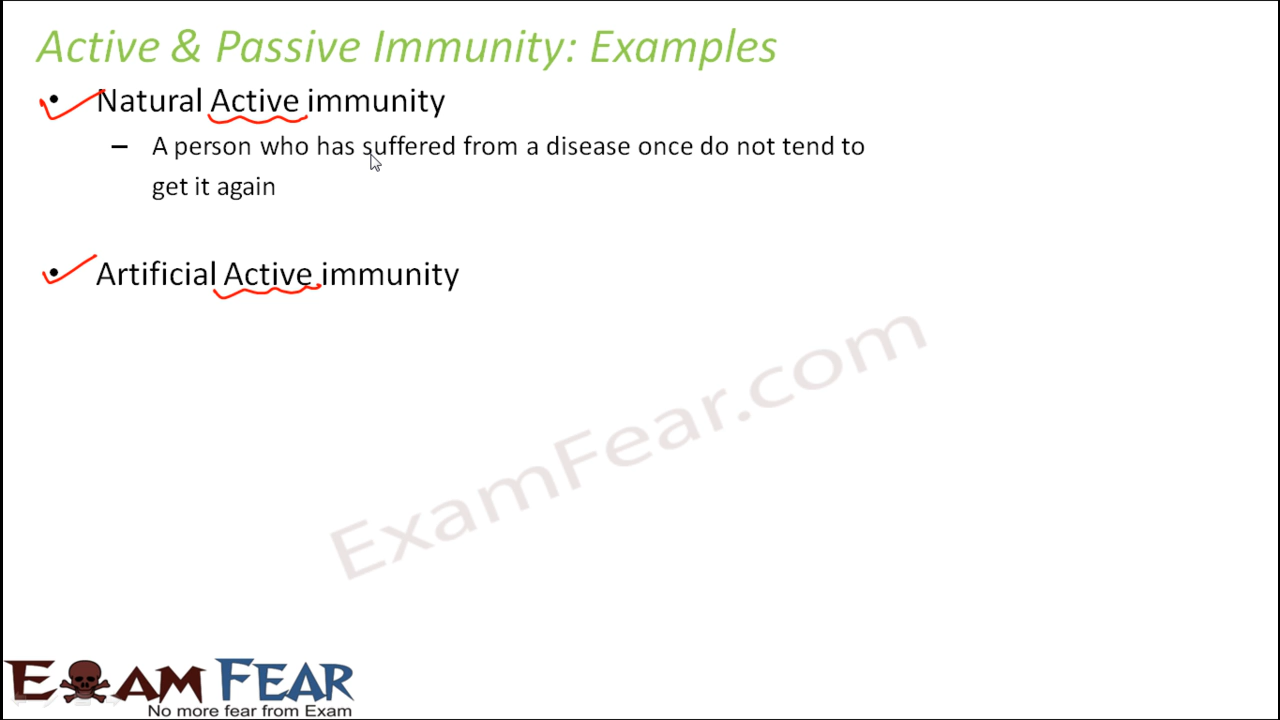 Active & Passive Immunity: Examples
• Natural Active immunity
– A person who has suffered from a disease once do not tend to
get it again
• Artificial Active immunity
ExamFear.com
EXAM FEAR
No more fear from Exam